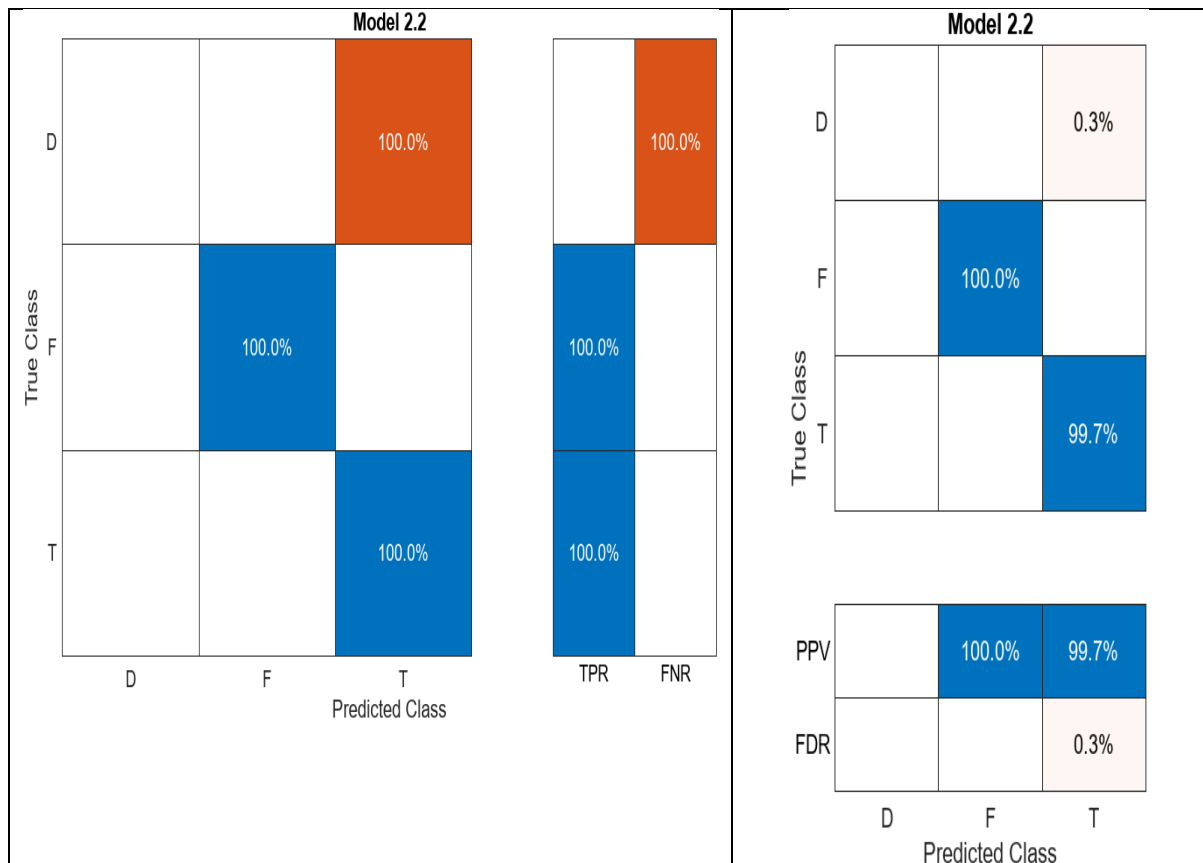 Model 2.2
D
100.0%
100.0%
F
100.0%
100.0%
T
100.0%
100.0%
True Class
D F T
TPR FNR
Predicted Class
Model 2.2
D
0.3%
F
100.0%
T
99.7%
True Class
PPV
100.0%
99.7%
FDR
0.3%
D F T
Predicted Class